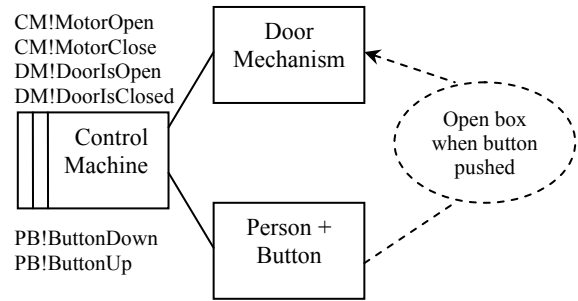 CM!MotorOpen
CM!MotorClose
DM!DoorIsOpen
DM!DoorIsClosed
Door
Mechanism
Control
Machine
Open box
when button
pushed
PB!ButtonDown
PB!ButtonUp
Person +
Button